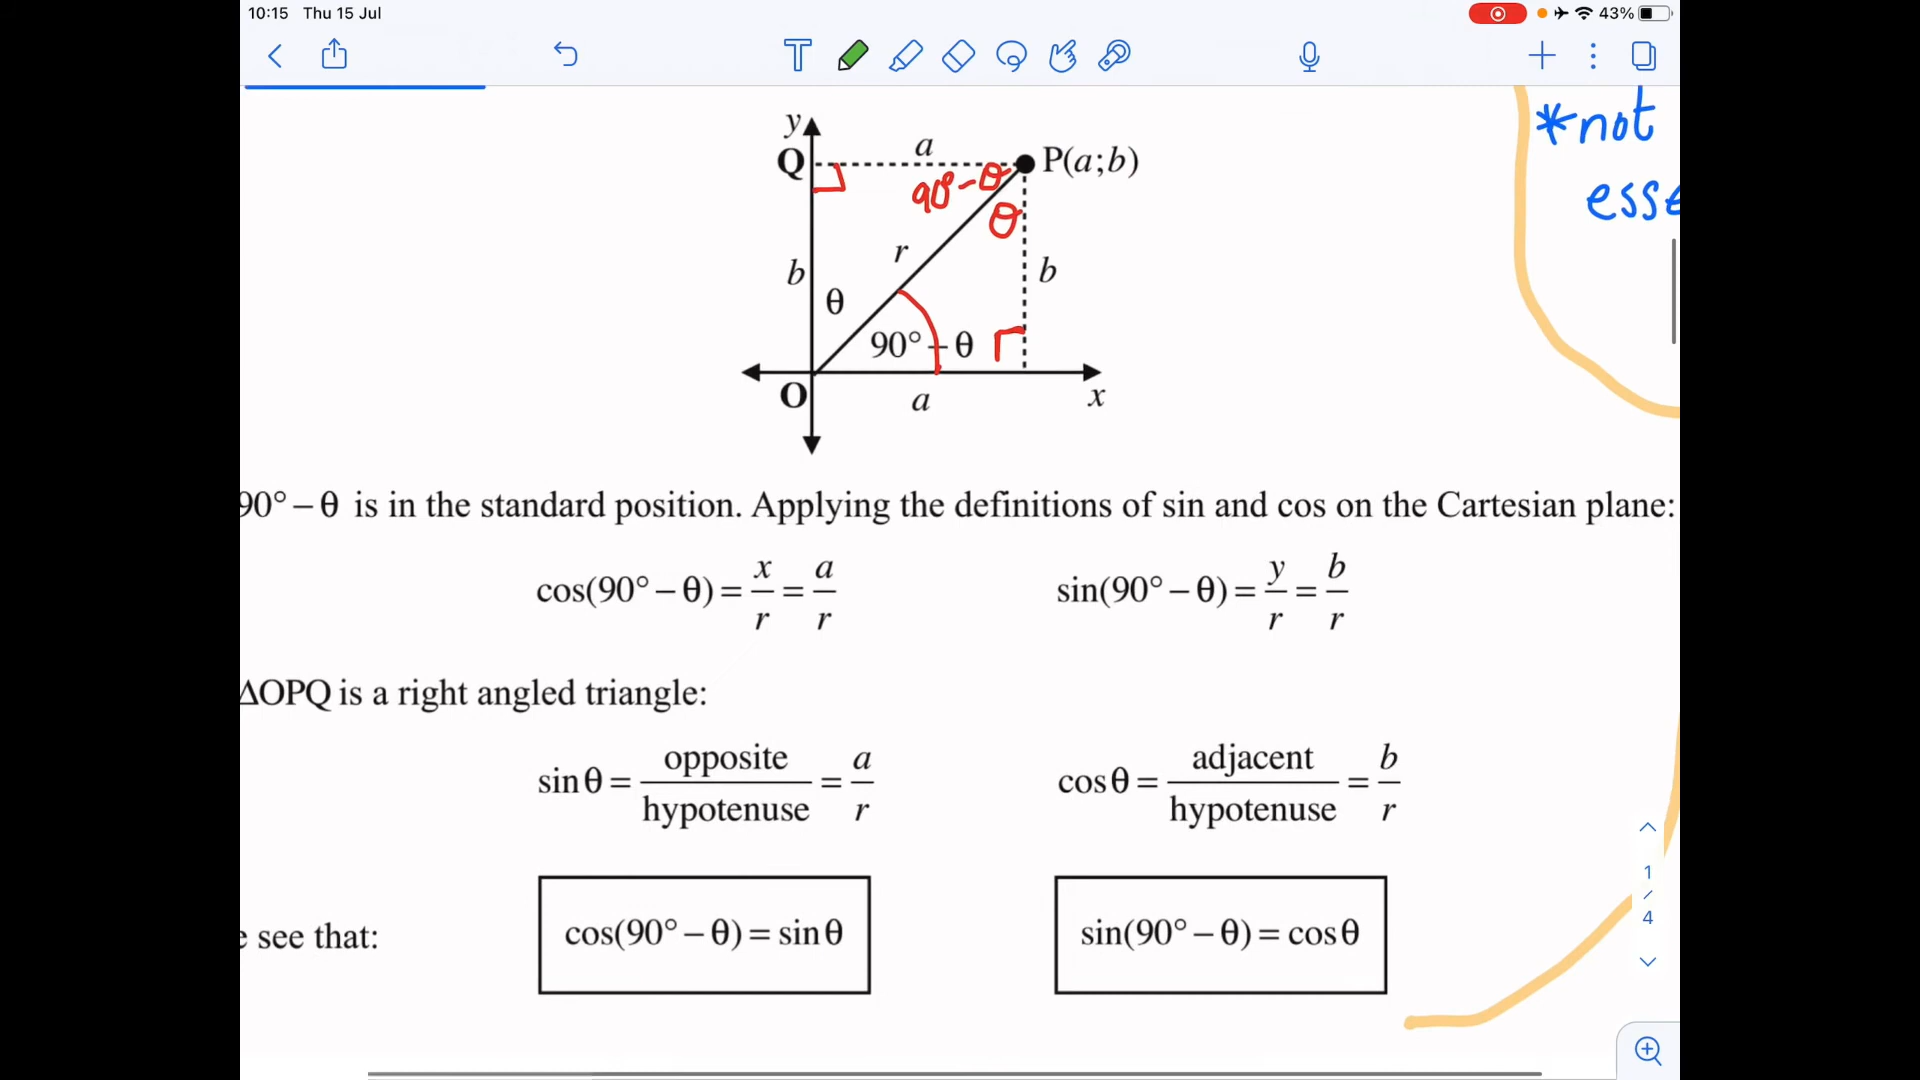 10:15 Thu 15 Jul
43%
*not
esse
y
Q a P(a;b)
90°-θ
θ
r
b b
θ
90° – θ
O a x
90° – θ is in the standard position. Applying the definitions of sin and cos on the Cartesian plane:
cos(90° – θ) = x/r = a/r sin(90° – θ) = y/r = b/r
ΔOPQ is a right angled triangle:
sin θ = opposite/hypotenuse = a/r cos θ = adjacent/hypotenuse = b/r
1
/
4
e see that: cos(90° – θ) = sin θ sin(90° – θ) = cos θ